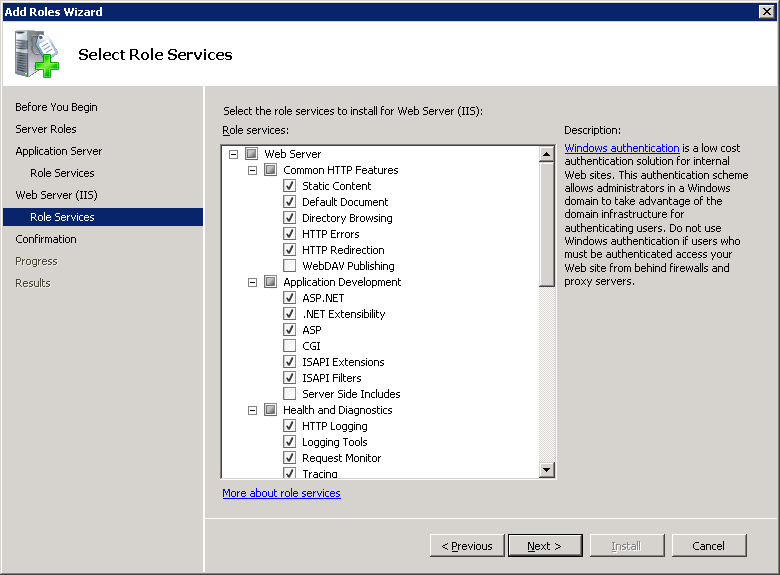 Add Roles Wizard
Select Role Services
Before You Begin
Server Roles
Application Server
Role Services
Web Server (IIS)
Role Services
Confirmation
Progress
Results
Select the role services to install for Web Server (IIS):
Role services:
Web Server
Common HTTP Features
Static Content
Default Document
Directory Browsing
HTTP Errors
HTTP Redirection
WebDAV Publishing
Application Development
ASP.NET
.NET Extensibility
ASP
CGI
ISAPI Extensions
ISAPI Filters
Server Side Includes
Health and Diagnostics
HTTP Logging
Logging Tools
Request Monitor
Tracing
More about role services
Description:
Windows authentication is a low cost
authentication solution for internal
Web sites. This authentication scheme
allows administrators in a Windows
domain to take advantage of the
domain infrastructure for
authenticating users. Do not use
Windows authentication if users who
must be authenticated access your
Web site from behind firewalls and
proxy servers.
< Previous
Next >
Install
Cancel